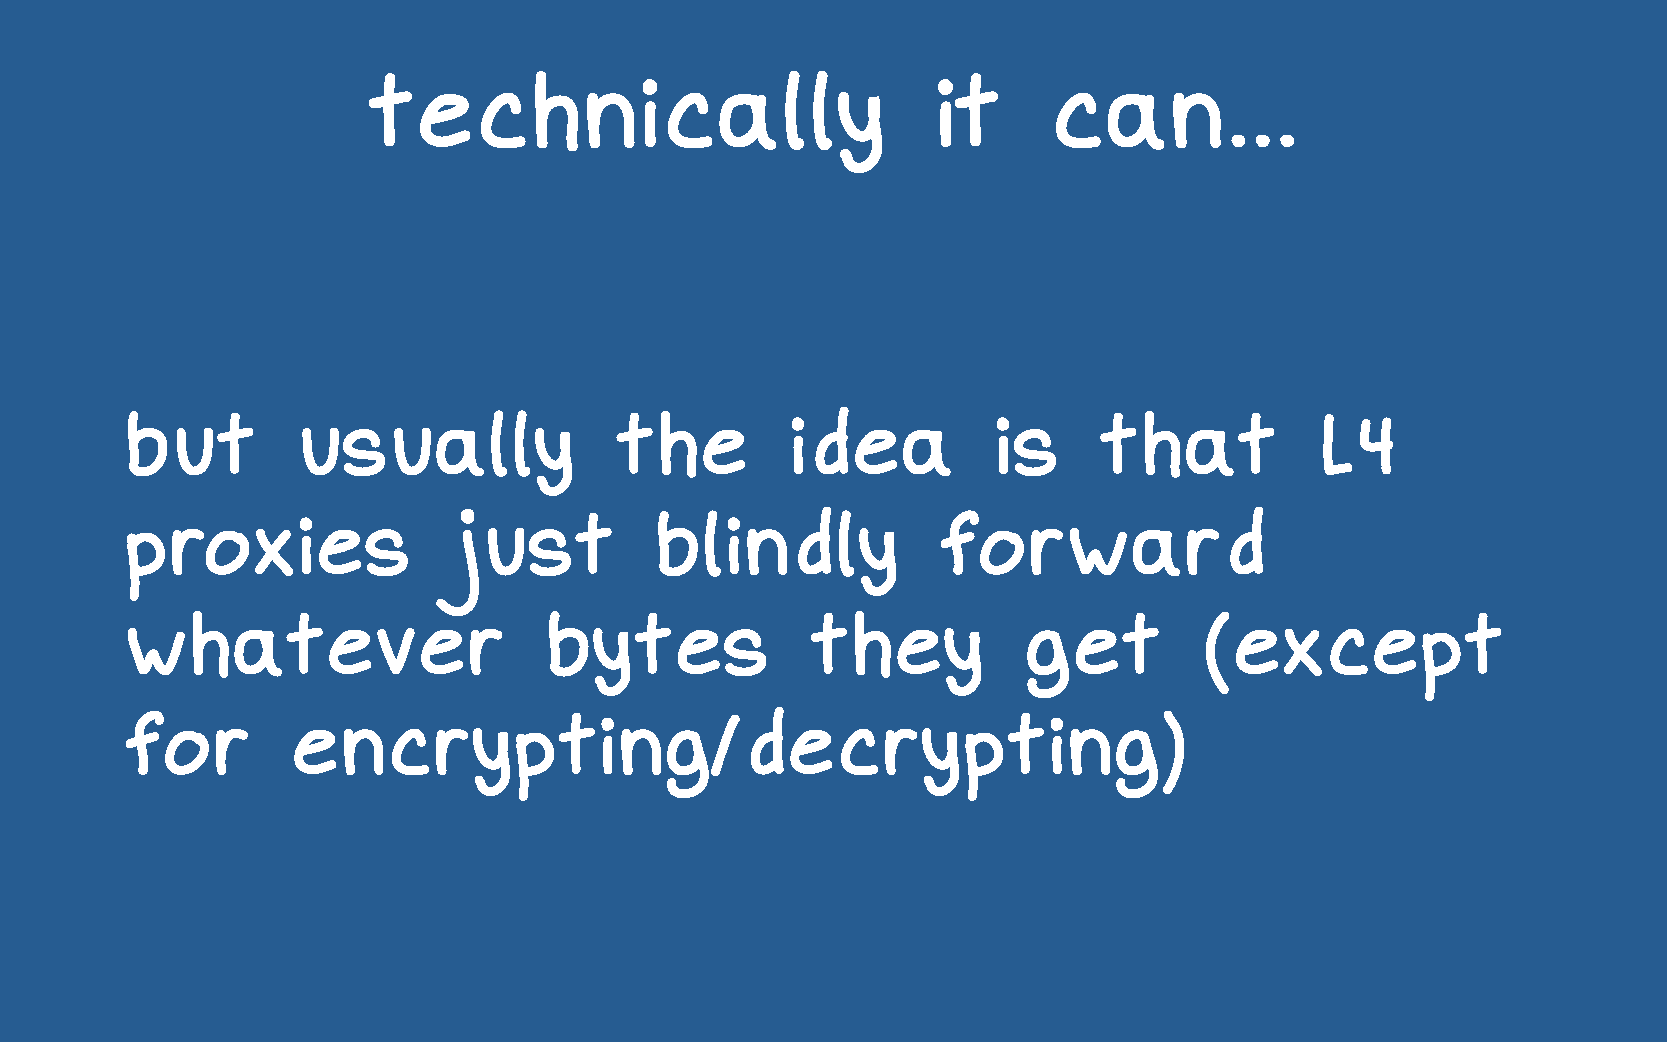 technically it can...
but usually the idea is that L4
proxies just blindly forward
whatever bytes they get (except
for encrypting/decrypting)